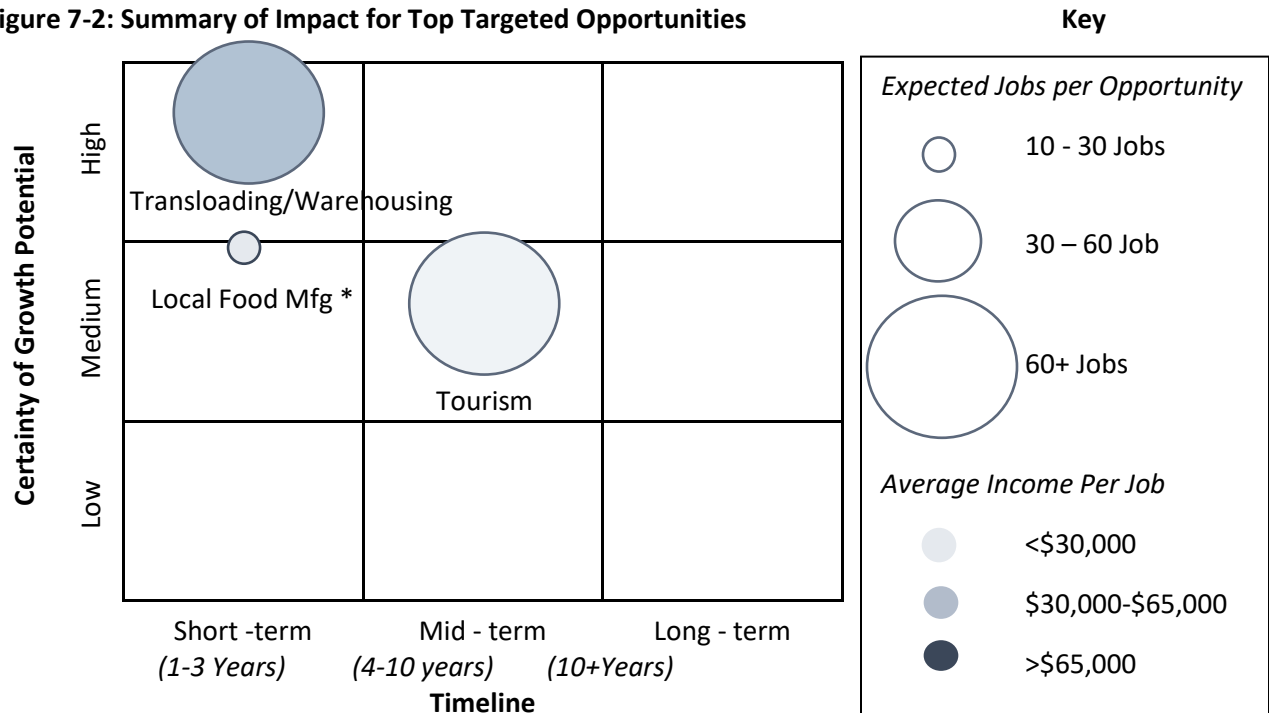 igure 7-2: Summary of Impact for Top Targeted Opportunities
Key
Certainty of Growth Potential
High
Medium
Low
Transloading/Warehousing
Local Food Mfg *
Tourism
Short -term
Mid - term
Long - term
(1-3 Years)
(4-10 years)
(10+Years)
Timeline
Expected Jobs per Opportunity
10 - 30 Jobs
30 – 60 Job
60+ Jobs
Average Income Per Job
<$30,000
$30,000-$65,000
>$65,000